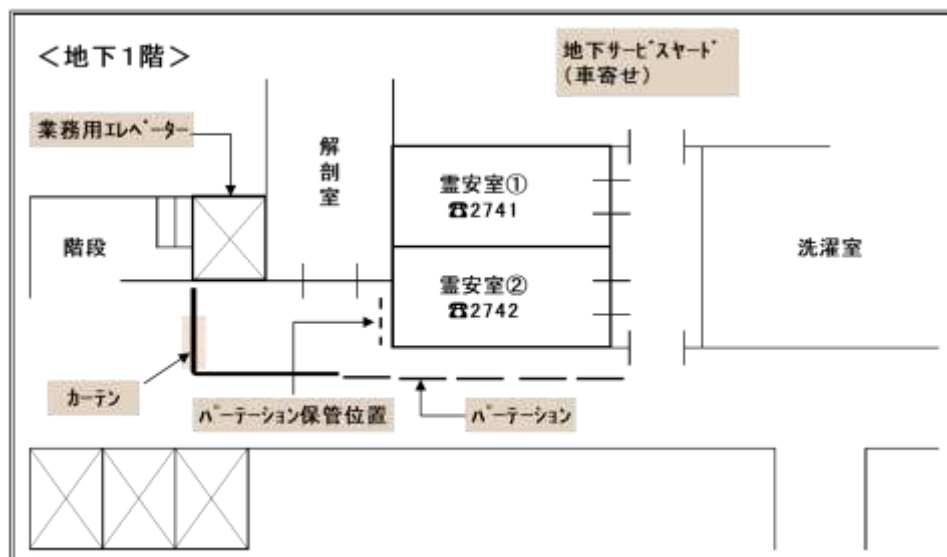 ＜地下１階＞
地下サービスヤード
（車寄せ）
業務用エレベーター
解剖室
霊安室①
☎2741
階段
洗濯室
霊安室②
☎2742
カーテン
パーテーション保管位置
パーテーション